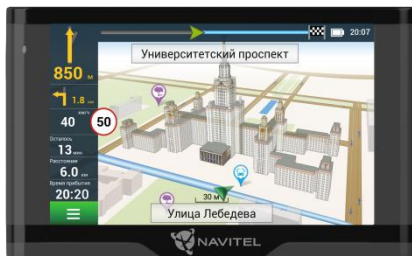 20:07
Университетский проспект
850 м
1.8 км
км/ч
40
50
Осталось
13 мин
Расстояние
6.0 км
Время прибытия
20:20
30 м
Улица Лебедева
NAVITEL